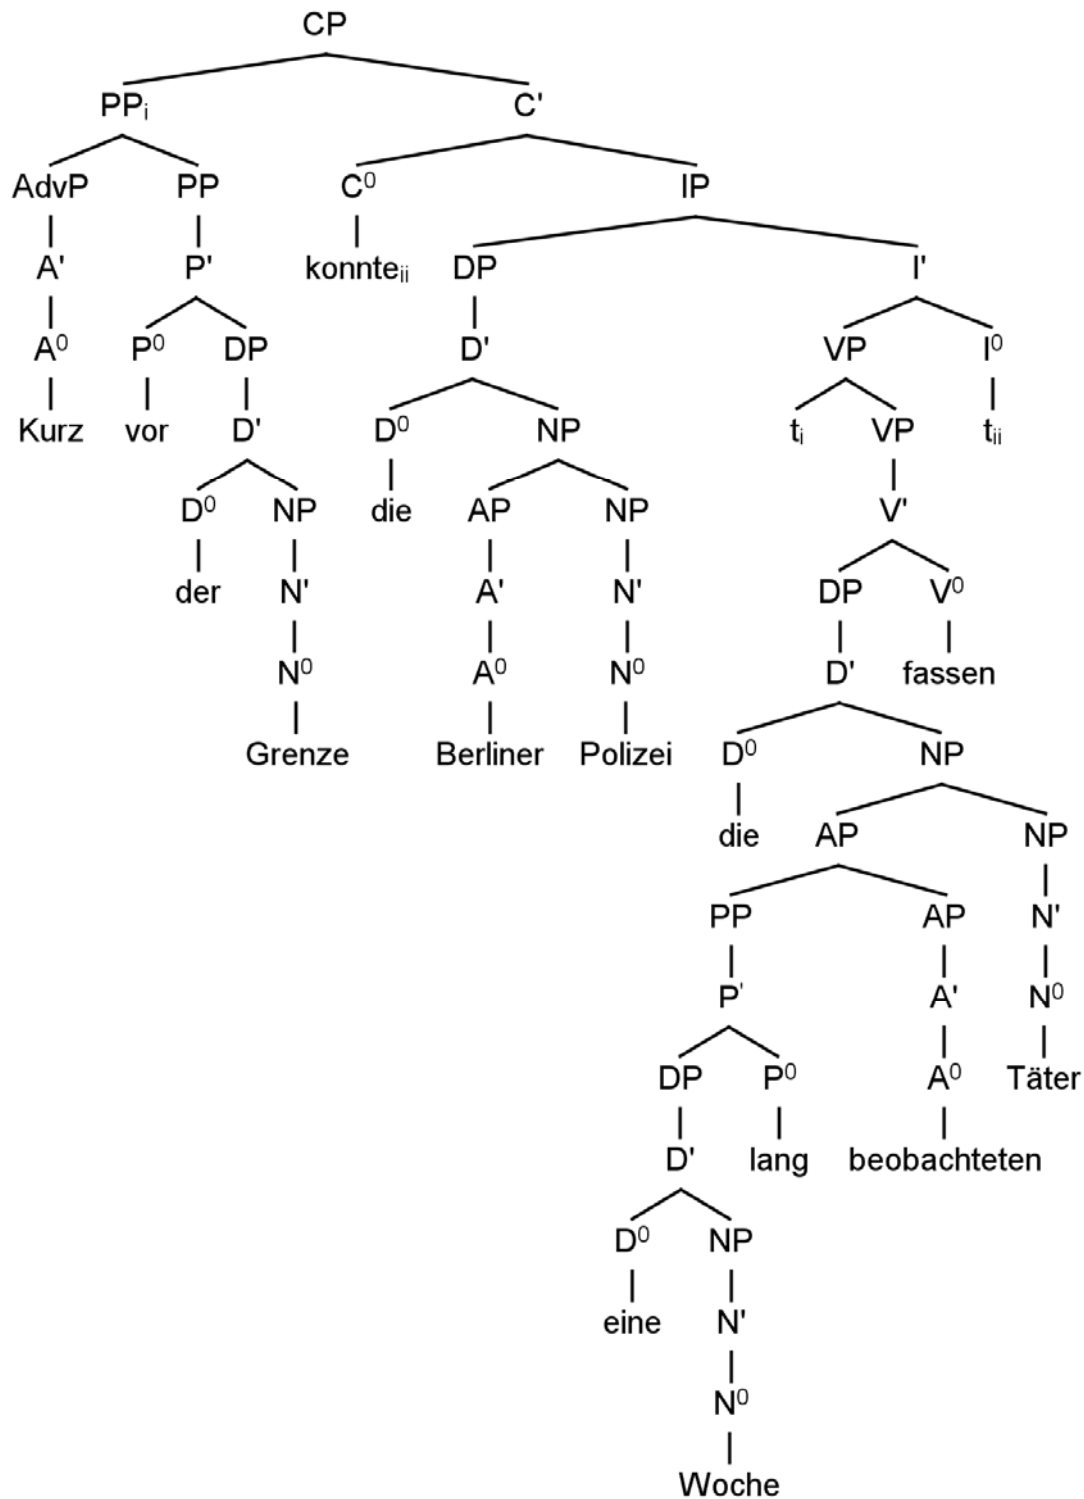 CP
PPi C'
AdvP PP C0 IP
A' P' konnteii DP I'
A0 P0 DP D' VP I0
Kurz vor D' D0 NP ti VP tii
D0 NP die AP NP V'
der N' A' N' DP V0
N0 A0 N0 D' fassen
Grenze Berliner Polizei D0 NP
die AP NP
PP AP N'
P' A' N0
DP P0 A0 Täter
D' lang beobachteten
D0 NP
eine N'
N0
Woche